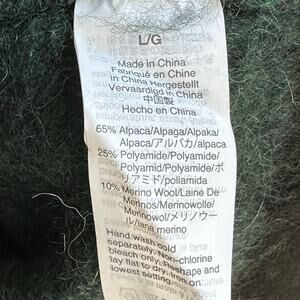 L/G
Made in China
Fabriqué en Chine
in China Hergestellt
Vervaardigd in China
中国製
Hecho en China
65% Alpaca/Alpaga/Alpaka/
Alpaca/アルパカ/alpaca
25% Polyamide/Polyamide/
Polyamid/Polyamide/ポ
リアミド/poliamida
10% Merino Wool/Laine De
Merinos/Merinowolle/
Merinowol/メリノウー
ル/lana merino
Hand wash cold
separately. Non-chlorine
bleach only. Reshape and
lay flat to dry. Iron on
lowest setting